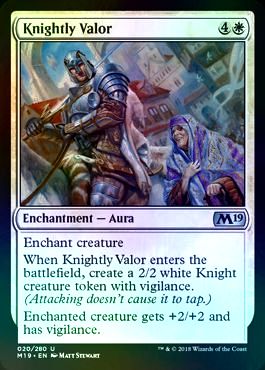 Knightly Valor 4
Enchantment — Aura M19
Enchant creature
When Knightly Valor enters the
battlefield, create a 2/2 white Knight
creature token with vigilance.
(Attacking doesn't cause it to tap.)
Enchanted creature gets +2/+2 and
has vigilance.
020/280 U
M19 • EN Matt Stewart ™ & © 2018 Wizards of the Coast